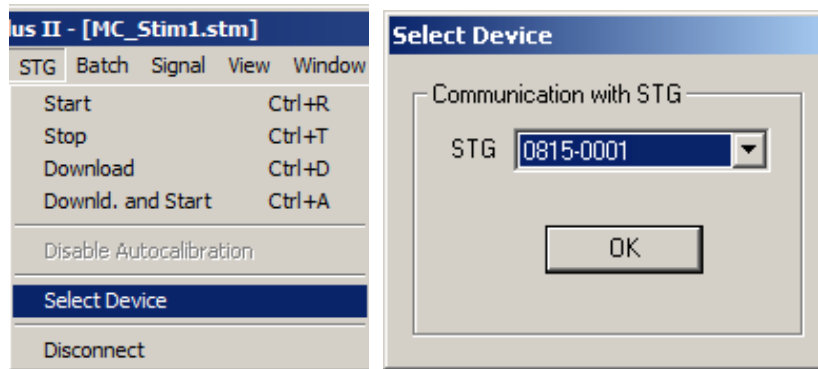 lus II - [MC_Stim1.stm]
STG Batch Signal View Window
Start Ctrl+R
Stop Ctrl+T
Download Ctrl+D
Downld. and Start Ctrl+A
Disable Autocalibration
Select Device
Disconnect
Select Device
Communication with STG
STG 0815-0001
OK